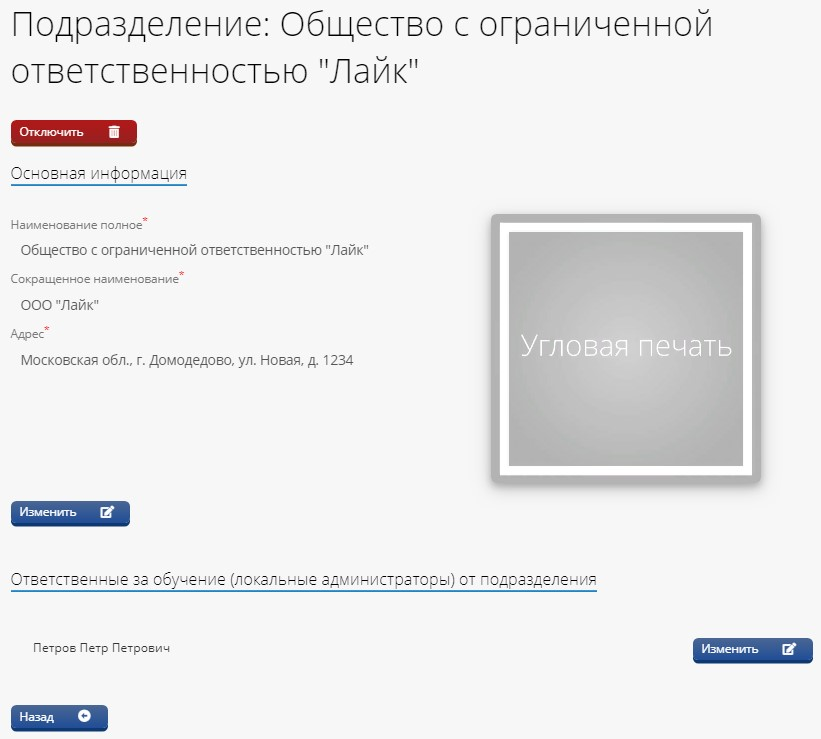 Подразделение: Общество с ограниченной
ответственностью "Лайк"
Отключить
Основная информация
Наименование полное*
Общество с ограниченной ответственностью "Лайк"
Сокращенное наименование*
ООО "Лайк"
Адрес*
Московская обл., г. Домодедово, ул. Новая, д. 1234
Угловая печать
Изменить
Ответственные за обучение (локальные администраторы) от подразделения
Петров Петр Петрович
Изменить
Назад